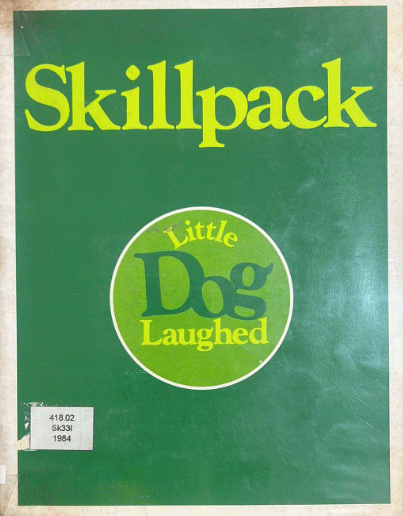 Skillpack
Little
Dog
Laughed
418.02
Sk33l
1984